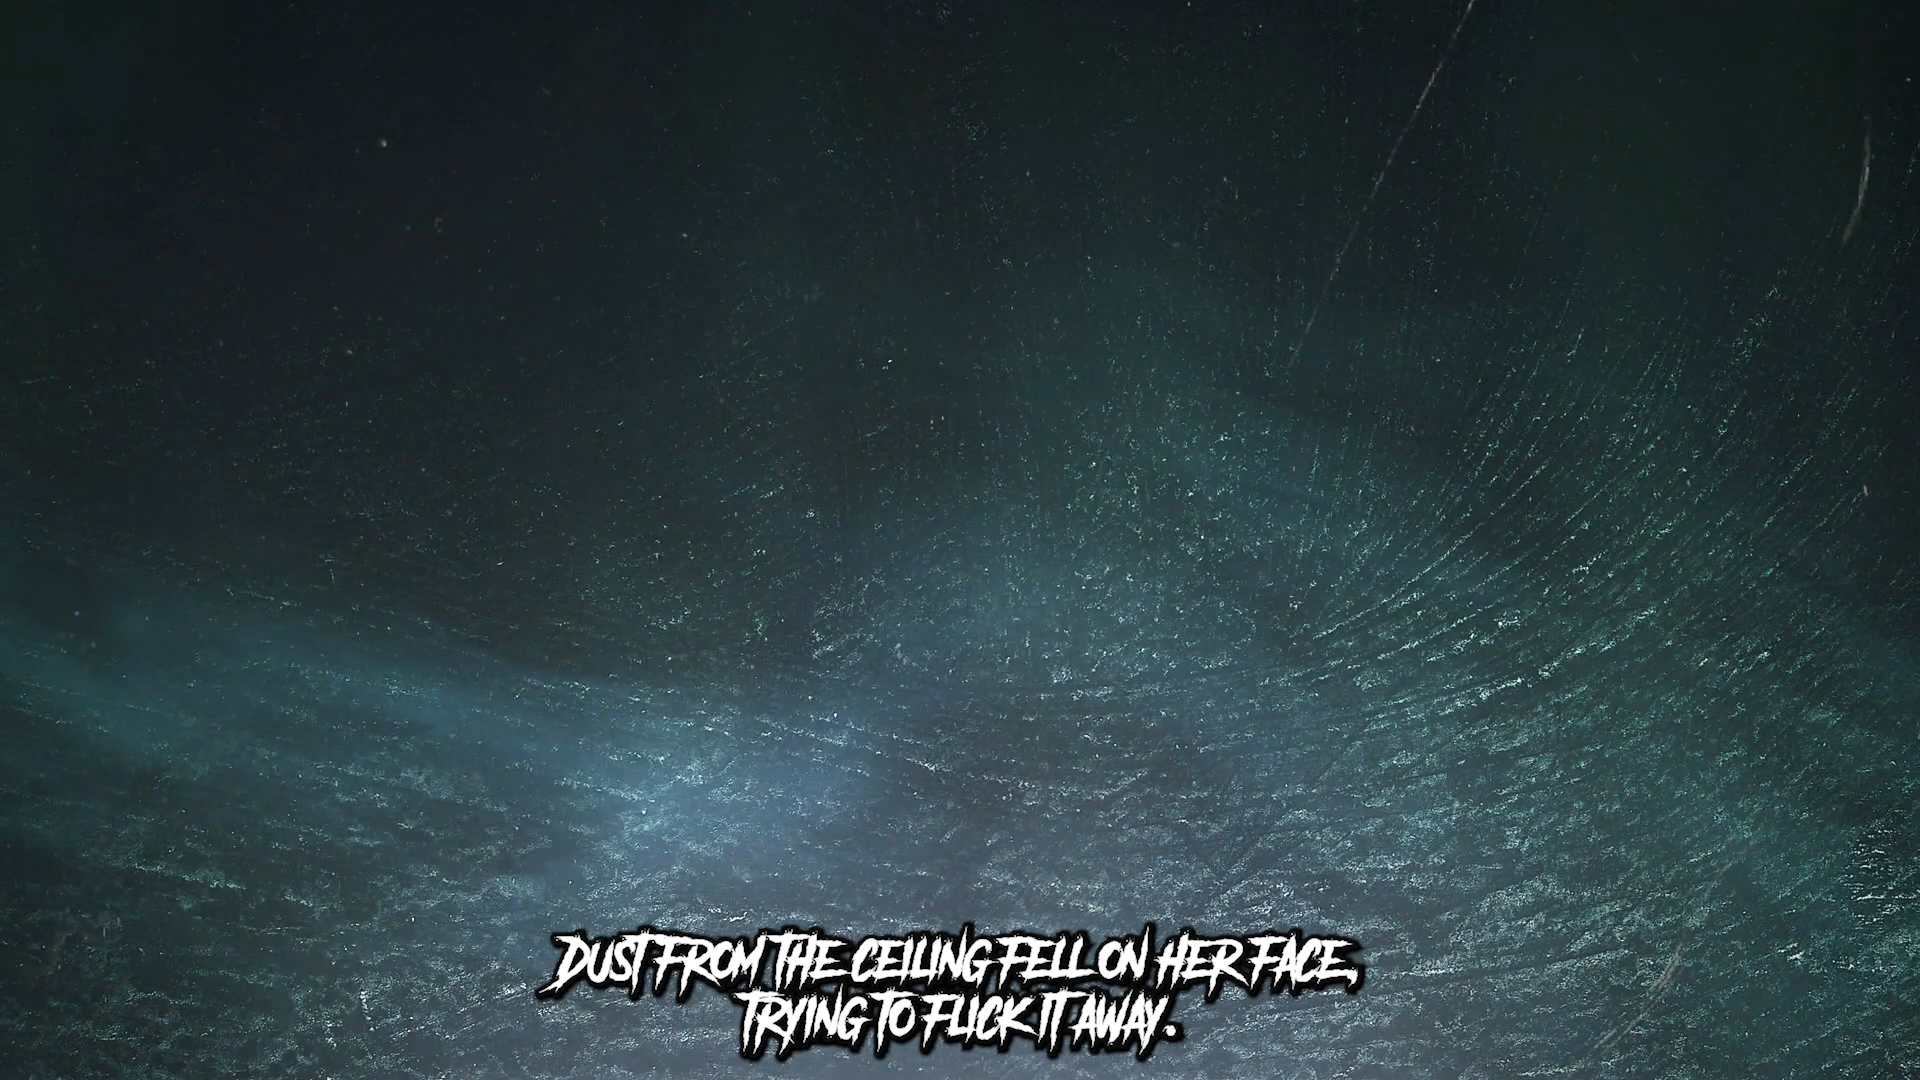 DUST FROM THE CEILING FELL ON HER FACE,
TRYING TO FLICK IT AWAY.